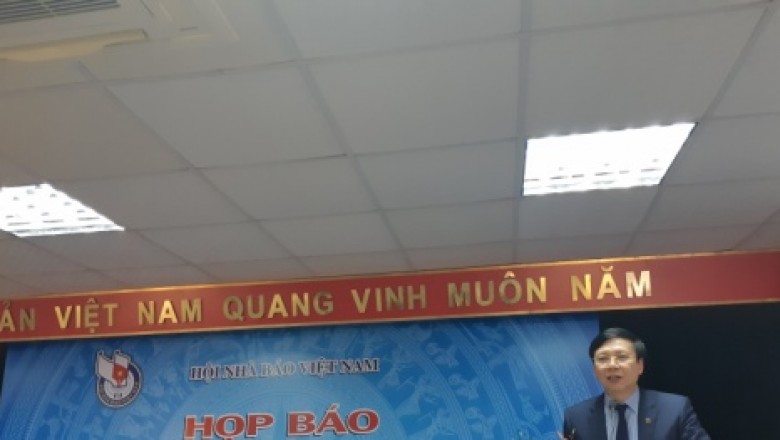 ẢN VIỆT NAM QUANG VINH MUÔN NĂM
HỘI NHÀ BÁO VIỆT NAM
HỌP BÁO